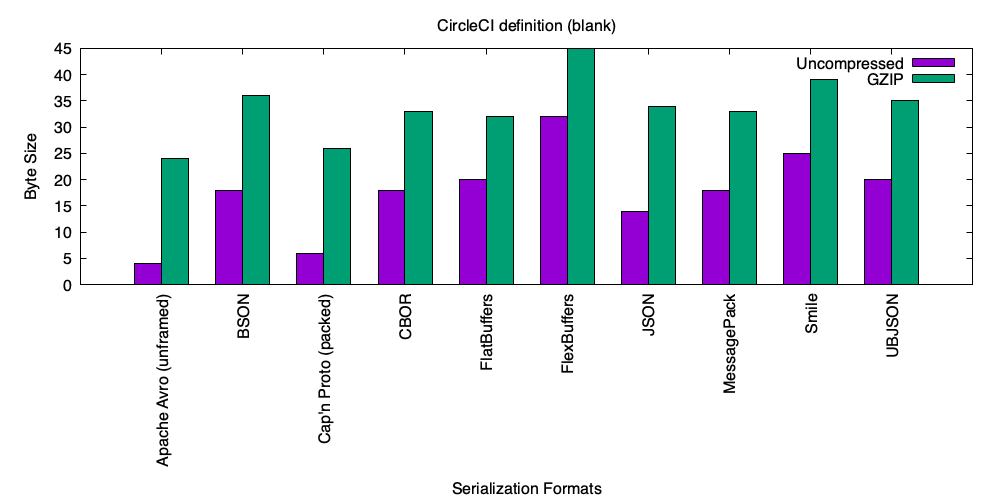 CircleCI definition (blank)
Uncompressed
GZIP
Byte Size
45
40
35
30
25
20
15
10
5
0
Apache Avro (unframed)
BSON
Cap'n Proto (packed)
CBOR
FlatBuffers
FlexBuffers
JSON
MessagePack
Smile
UBJSON
Serialization Formats